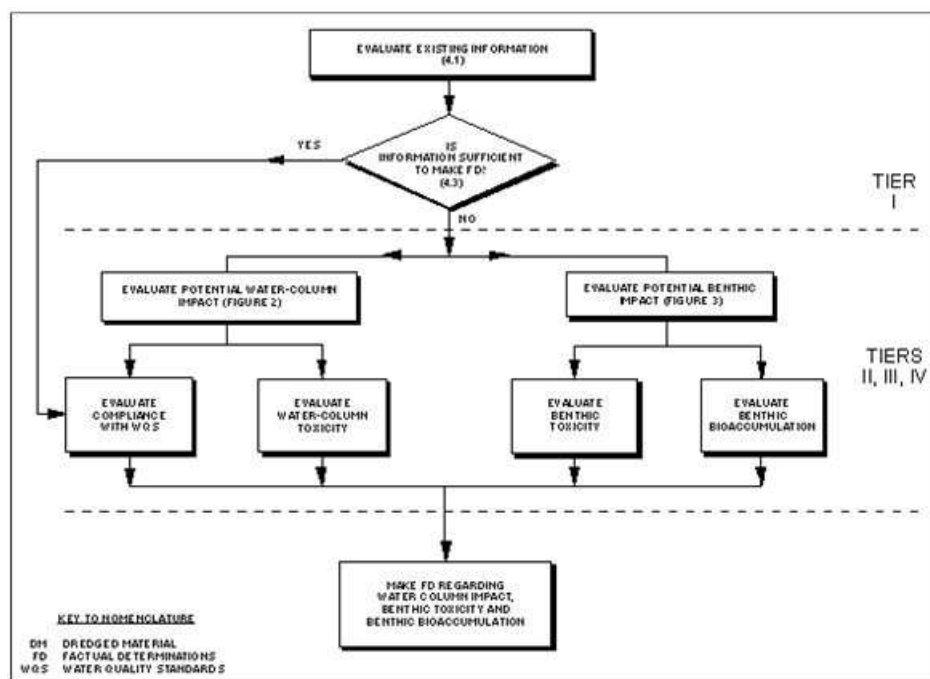 EVALUATE EXISTING INFORMATION
(4.1)
YES
IS
INFORMATION SUFFICIENT
TO MAKE FD?
(4.3)
NO
TIER
I
EVALUATE POTENTIAL WATER-COLUMN
IMPACT (FIGURE 2)
EVALUATE POTENTIAL BENTHIC
IMPACT (FIGURE 3)
TIERS
II, III, IV
EVALUATE
COMPLIANCE
WITH WQS
EVALUATE
WATER-COLUMN
TOXICITY
EVALUATE
BENTHIC
TOXICITY
EVALUATE
BENTHIC
BIOACCUMULATION
MAKE FD REGARDING
WATER COLUMN IMPACT,
BENTHIC TOXICITY AND
BENTHIC BIOACCUMULATION
KEY TO NOMENCLATURE
DM DREDGED MATERIAL
FD FACTUAL DETERMINATIONS
WQS WATER QUALITY STANDARDS